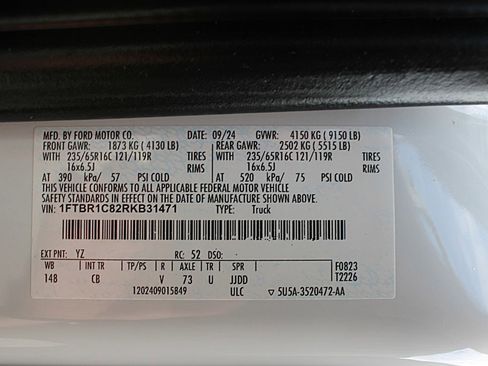 MFD. BY FORD MOTOR CO. 09/24 GVWR: 4150 KG ( 9150 LB)
FRONT GAWR: 1873 KG ( 4130 LB) REAR GAWR: 2502 KG ( 5515 LB)
WITH 235/65R16C 121/119R TIRES WITH 235/65R16C 121/119R TIRES
16x6.5J RIMS 16x6.5J RIMS
AT 390 kPa/ 57 PSI COLD AT 520 kPa/ 75 PSI COLD
THIS VEHICLE CONFORMS TO ALL APPLICABLE FEDERAL MOTOR VEHICLE
SAFETY STANDARDS IN EFFECT ON THE DATE OF MANUFACTURE SHOWN ABOVE.
VIN: 1FTBR1C82RKB31471 TYPE: Truck
EXT PNT: YZ RC: 52 DSO:
WB INT TR TP/PS R AXLE TR SPR F0823
148 CB V 73 U JJDD T2226
1202409015849 ULC ▽ 5U5A-3520472-AA